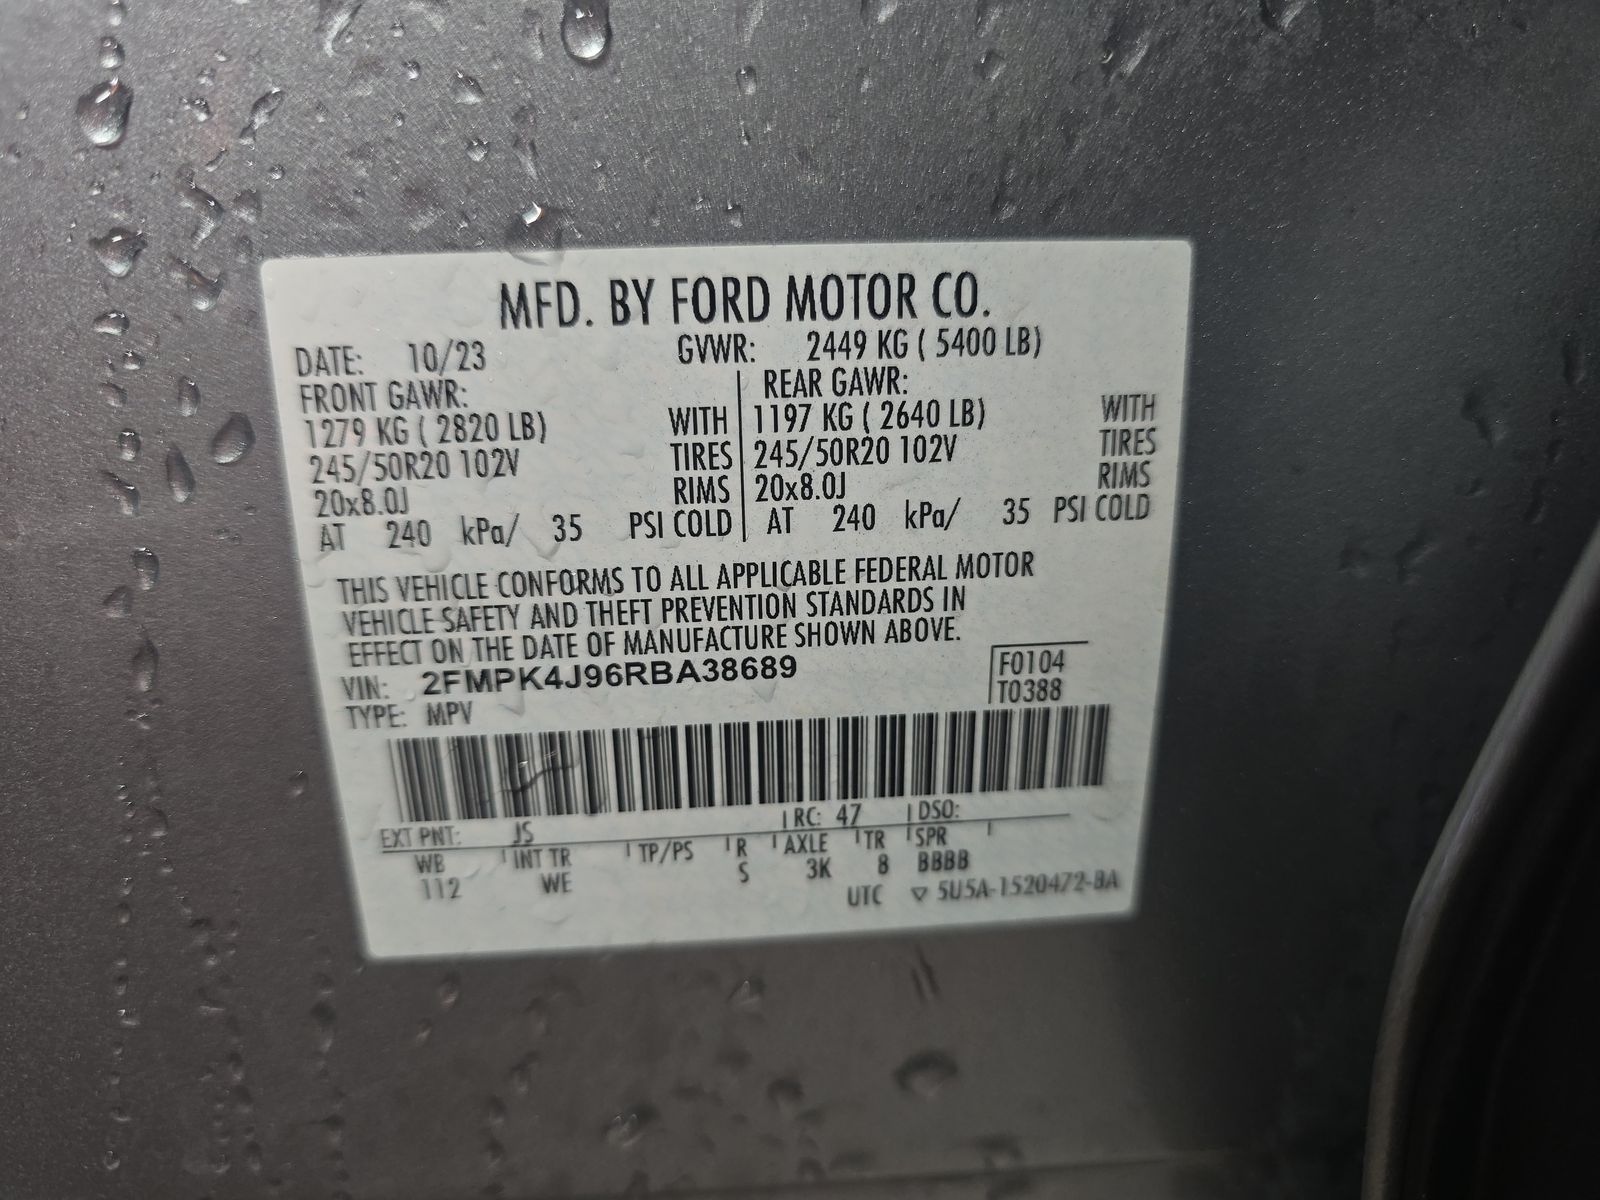 MFD. BY FORD MOTOR CO.
DATE: 10/23 GVWR: 2449 KG ( 5400 LB)
FRONT GAWR: REAR GAWR:
1279 KG ( 2820 LB) WITH 1197 KG ( 2640 LB) WITH
245/50R20 102V TIRES 245/50R20 102V TIRES
20x8.0J RIMS 20x8.0J RIMS
AT 240 kPa/ 35 PSI COLD AT 240 kPa/ 35 PSI COLD
THIS VEHICLE CONFORMS TO ALL APPLICABLE FEDERAL MOTOR
VEHICLE SAFETY AND THEFT PREVENTION STANDARDS IN
EFFECT ON THE DATE OF MANUFACTURE SHOWN ABOVE.
VIN: 2FMPK4J96RBA38689 F0104
TYPE: MPV T0388
EXT PNT: JS RC: 47 DSO:
WB INT TR TP/PS R AXLE TR SPR
112 WE S 3K 8 BBBB
UTC ▽ 5U5A-1520472-BA